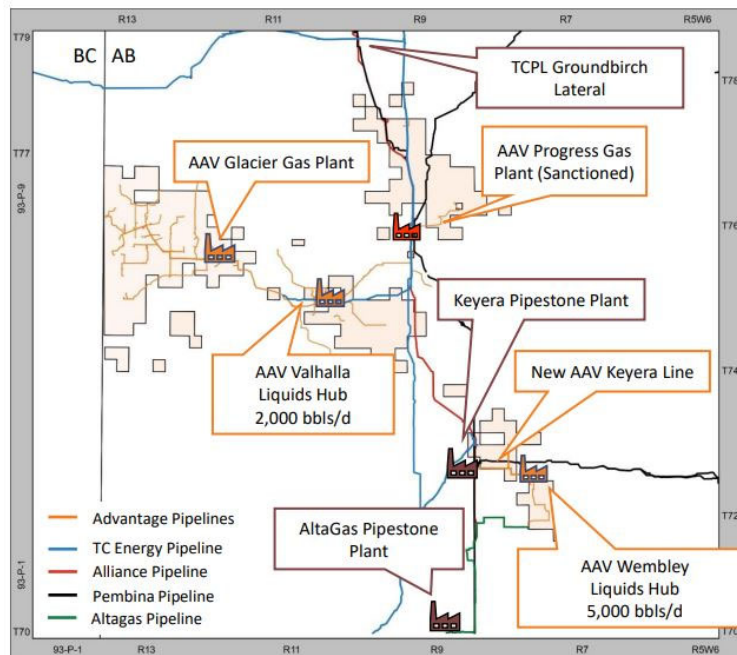 R13
R11
R9
R7
R5W6
T79
BC
AB
T78
TCPL Groundbirch
Lateral
T77
AAV Glacier Gas Plant
AAV Progress Gas
Plant (Sanctioned)
93-P-9
T76
Keyera Pipestone Plant
AAV Valhalla
Liquids Hub
2,000 bbls/d
New AAV Keyera Line
T74
AltaGas Pipestone
Plant
Advantage Pipelines
TC Energy Pipeline
Alliance Pipeline
Pembina Pipeline
Altagas Pipeline
T72
AAV Wembley
Liquids Hub
5,000 bbls/d
93-P-1
T70
T70
93-P-1
R13
R11
R9
R7
R5W6